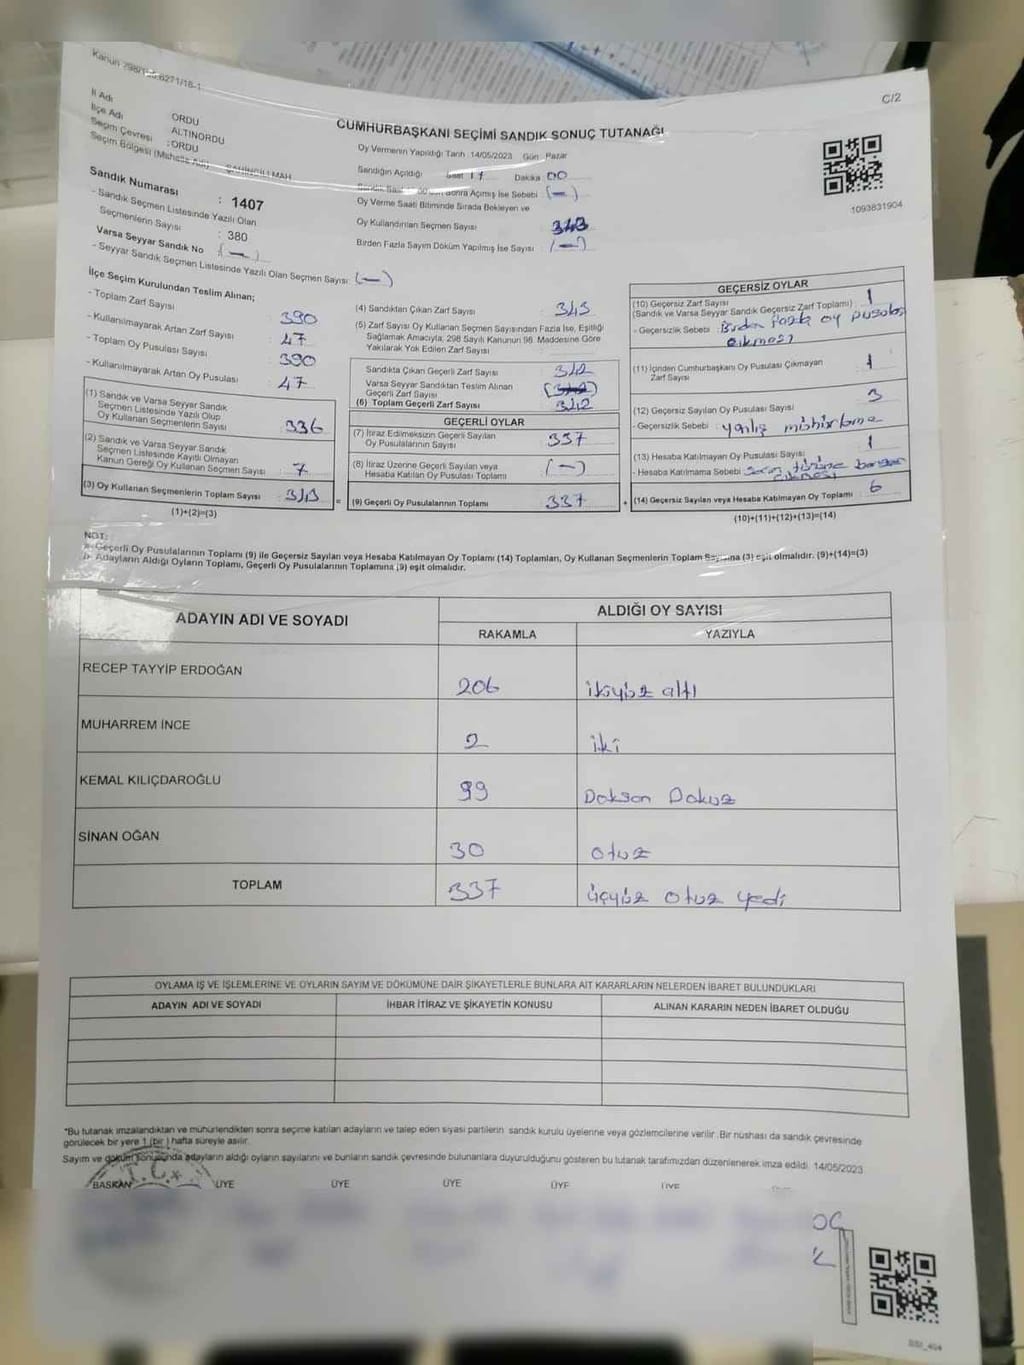 C/2
İl Adı ORDU
İlçe Adı ALTINORDU
Seçim Çevresi :ORDU
Seçim Bölgesi MAH
CUMHURBAŞKANI SEÇİMİ SANDIK SONUÇ TUTANAĞI
Oy Vermenin Yapıldığı Tarih 14/05/2023 Gün Pazar
Sandığın Açıldığı Saat 17 Dakika 00
Sonra Açılmış İse Sebebi (—)
Oy Verme Saati Bitiminde Sırada Bekleyen ve
Oy Kullandırılan Seçmen Sayısı 343
Birden Fazla Sayım Döküm Yapılmış İse Sayısı (—)
1093831904
Sandık Numarası : 1407
- Sandık Seçmen Listesinde Yazılı Olan
Seçmenlerin Sayısı : 380
Varsa Seyyar Sandık No (—)
- Seyyar Sandık Seçmen Listesinde Yazılı Olan Seçmen Sayısı: (—)
İlçe Seçim Kurulundan Teslim Alınan;
- Toplam Zarf Sayısı : 390
- Kullanılmayarak Artan Zarf Sayısı : 47
- Toplam Oy Pusulası Sayısı : 390
- Kullanılmayarak Artan Oy Pusulası : 47
(1) Sandık ve Varsa Seyyar Sandık
Seçmen Listesinde Yazılı Olup
Oy Kullanan Seçmenlerin Sayısı : 336
(2) Sandık ve Varsa Seyyar Sandık
Seçmen Listesinde Kayıtlı Olmayan
Kanun Gereği Oy Kullanan Seçmen Sayısı : 7
(3) Oy Kullanan Seçmenlerin Toplam Sayısı : 343 =
(1)+(2)=(3)
(4) Sandıktan Çıkan Zarf Sayısı : 343
(5) Zarf Sayısı Oy Kullanan Seçmen Sayısından Fazla İse, Eşitliği
Sağlamak Amacıyla, 298 Sayılı Kanunun 98. Maddesine Göre
Yakılarak Yok Edilen Zarf Sayısı
Sandıkta Çıkan Geçerli Zarf Sayısı : 342
Varsa Seyyar Sandıktan Teslim Alınan
Geçerli Zarf Sayısı
(6) Toplam Geçerli Zarf Sayısı : 342
GEÇERLİ OYLAR
(7) İtiraz Edilmeksizin Geçerli Sayılan
Oy Pusulalarının Sayısı : 337
(8) İtiraz Üzerine Geçerli Sayılan veya
Hesaba Katılan Oy Pusulası Toplamı : (—)
(9) Geçerli Oy Pusulalarının Toplamı : 337 +
GEÇERSİZ OYLAR
(10) Geçersiz Zarf Sayısı
(Sandık ve Varsa Seyyar Sandık Geçersiz Zarf Toplamı) : 1
- Geçersizlik Sebebi : Birden fazla oy pusulası
çıkması
(11) İçinden Cumhurbaşkanı Oy Pusulası Çıkmayan
Zarf Sayısı : 1
(12) Geçersiz Sayılan Oy Pusulası Sayısı : 3
- Geçersizlik Sebebi : yanlış mühürleme
(13) Hesaba Katılmayan Oy Pusulası Sayısı : 1
- Hesaba Katılmama Sebebi
çıkması
(14) Geçersiz Sayılan veya Hesaba Katılmayan Oy Toplamı : 6
(10)+(11)+(12)+(13)=(14)
NOT:
a- Geçerli Oy Pusulalarının Toplamı (9) ile Geçersiz Sayılan veya Hesaba Katılmayan Oy Toplamı (14) Toplamları, Oy Kullanan Seçmenlerin Toplam Sayısına (3) eşit olmalıdır. (9)+(14)=(3)
b- Adayların Aldığı Oyların Toplamı, Geçerli Oy Pusulalarının Toplamına (9) eşit olmalıdır.
ADAYIN ADI VE SOYADI ALDIĞI OY SAYISI
RAKAMLA YAZIYLA
RECEP TAYYİP ERDOĞAN 206 ikiyüz altı
MUHARREM İNCE 2 iki
KEMAL KILIÇDAROĞLU 99 Doksan Dokuz
SİNAN OĞAN 30 otuz
TOPLAM 337 üçyüz otuz yedi
OYLAMA İŞ VE İŞLEMLERİNE VE OYLARIN SAYIM VE DÖKÜMÜNE DAİR ŞİKAYETLERLE BUNLARA AİT KARARLARIN NELERDEN İBARET BULUNDUKLARI
ADAYIN ADI VE SOYADI İHBAR İTİRAZ VE ŞİKAYETİN KONUSU ALINAN KARARIN NEDEN İBARET OLDUĞU
*Bu tutanak imzalandıktan ve mühürlendikten sonra seçime katılan adayların ve talep eden siyasi partilerin sandık kurulu üyelerine veya gözlemcilerine verilir. Bir nüshası da sandık çevresinde
görülecek bir yere 1 (bir) hafta süreyle asılır.
Sayım ve döküm sonucunda adayların aldığı oyların sayılarını ve bunların sandık çevresinde bulunanlara duyurulduğunu gösteren bu tutanak tarafımızdan düzenlenerek imza edildi. 14/05/2023
T.C.
BAŞKAN ÜYE ÜYE ÜYE ÜYE ÜYE